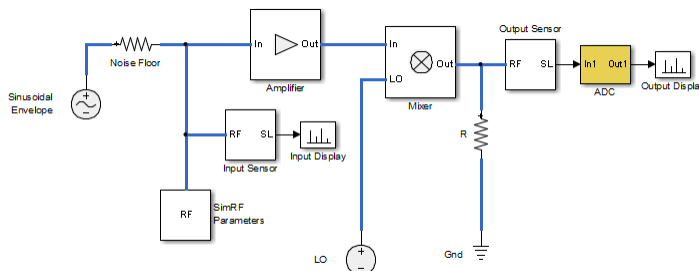 Output Sensor
In
Out
In
LO
Out
RF
SL
In1
Out1
Noise Floor
Amplifier
Mixer
ADC
Output Displa
Sinusoidal
Envelope
RF
SL
Input Display
Input Sensor
R
RF
SimRF
Parameters
LO
Gnd